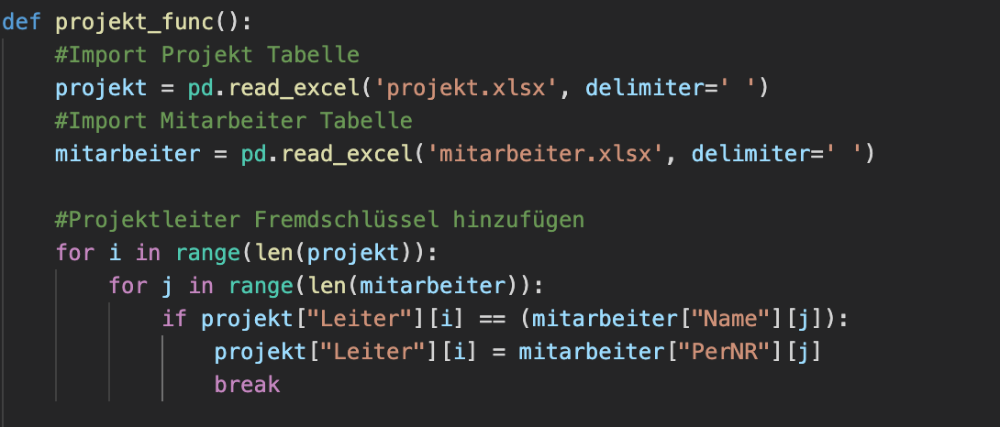 def projekt_func():
    #Import Projekt Tabelle
    projekt = pd.read_excel('projekt.xlsx', delimiter=' ')
    #Import Mitarbeiter Tabelle
    mitarbeiter = pd.read_excel('mitarbeiter.xlsx', delimiter=' ')
    #Projektleiter Fremdschlüssel hinzufügen
    for i in range(len(projekt)):
        for j in range(len(mitarbeiter)):
            if projekt["Leiter"][i] == (mitarbeiter["Name"][j]):
                projekt["Leiter"][i] = mitarbeiter["PerNR"][j]
                break